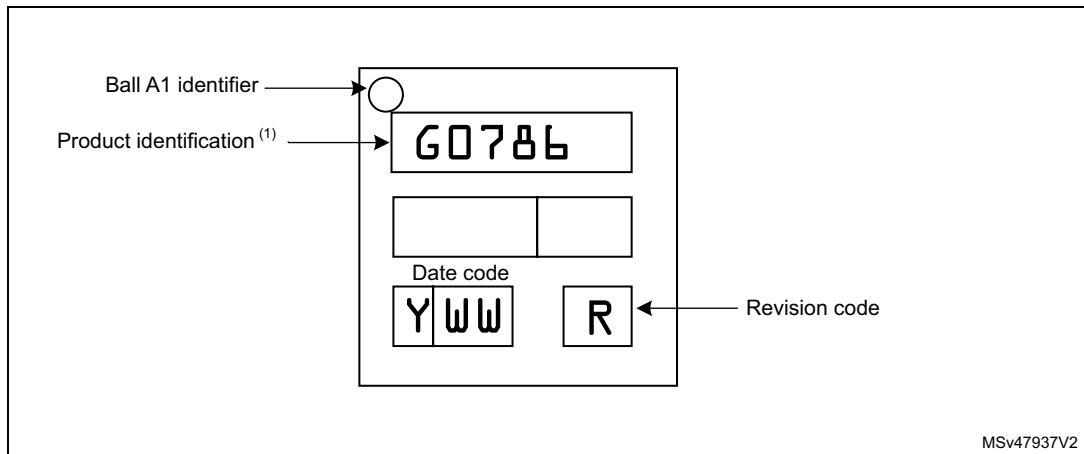 Ball A1 identifier
Product identification (1)
G0786
Date code
Y WW R
Revision code
MSv47937V2